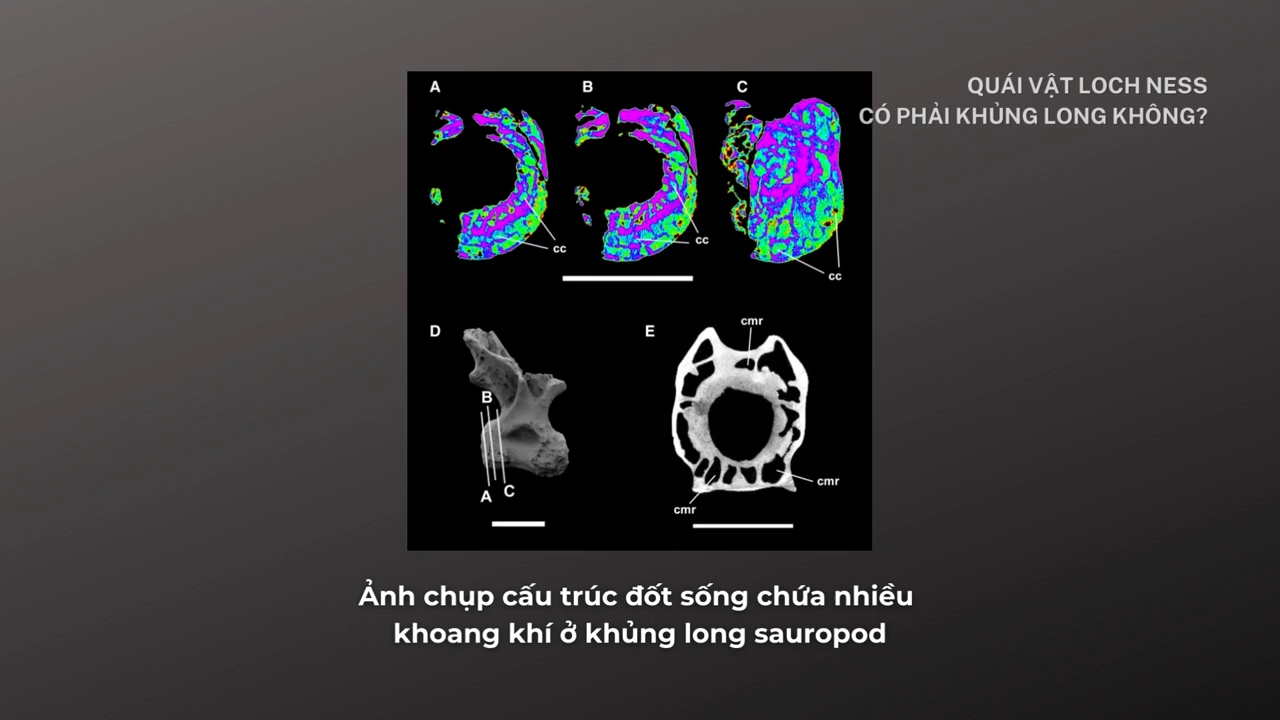 QUÁI VẬT LOCH NESS
CÓ PHẢI KHỦNG LONG KHÔNG?
A
B
C
cc
cc
cc
D
E
cmr
B
A
C
cmr
cmr
Ảnh chụp cấu trúc đốt sống chứa nhiều
khoang khí ở khủng long sauropod